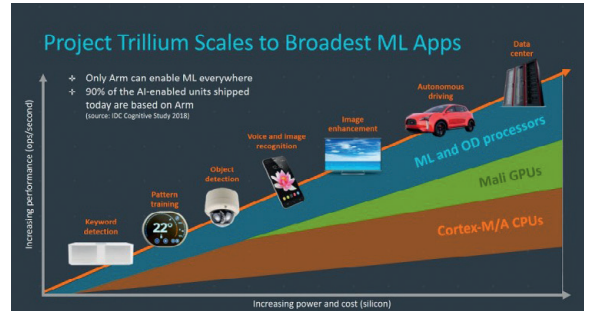 Project Trillium Scales to Broadest ML Apps
Only Arm can enable ML everywhere
90% of the AI-enabled units shipped
today are based on Arm
(source: IDC Cognitive Study 2018)
Data
center
Autonomous
driving
Image
enhancement
Voice and Image
recognition
Object
detection
Pattern
training
Keyword
detection
22°
ML and OD processors
Mali GPUs
Cortex-M/A CPUs
Increasing performance (ops/second)
Increasing power and cost (silicon)